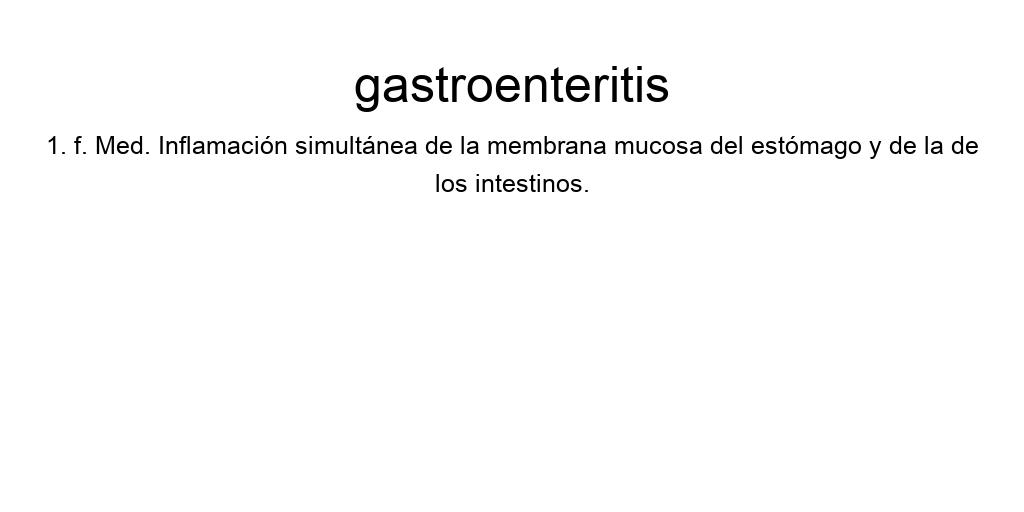 gastroenteritis
1. f. Med. Inflamación simultánea de la membrana mucosa del estómago y de la de
los intestinos.